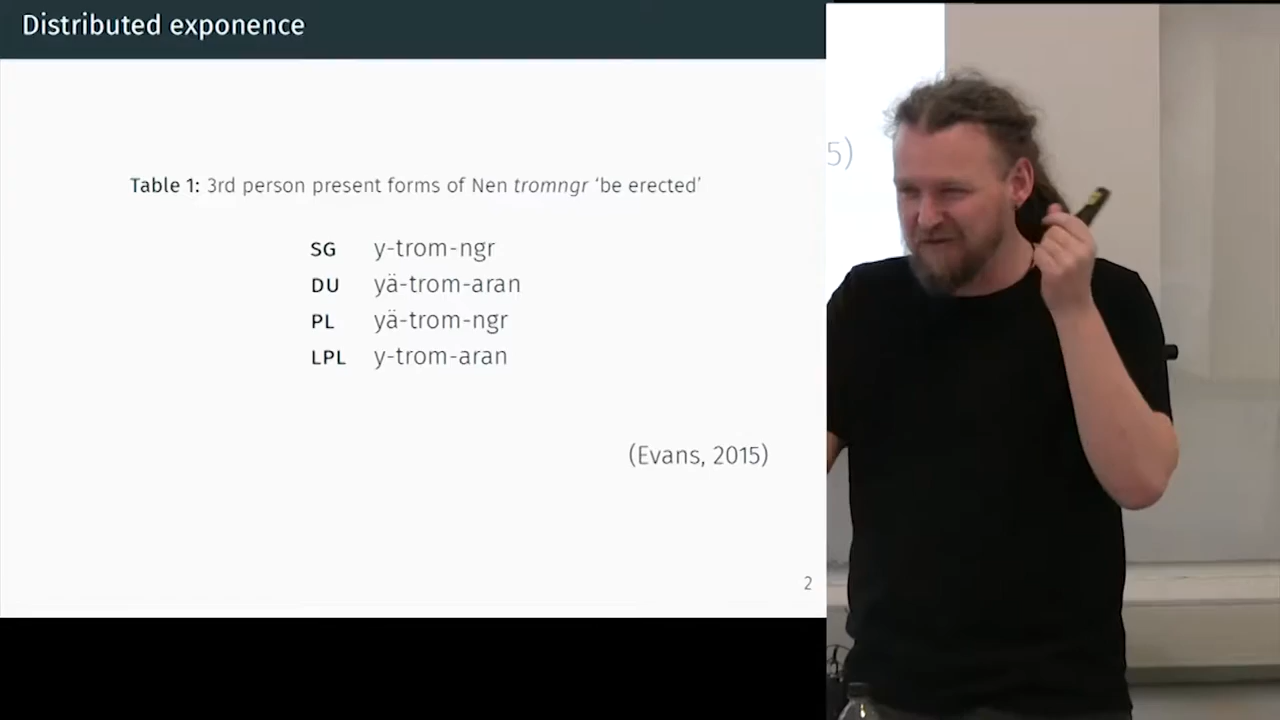 Distributed exponence
Table 1: 3rd person present forms of Nen tromngr ‘be erected’
SG y-trom-ngr
DU yä-trom-aran
PL yä-trom-ngr
LPL y-trom-aran
(Evans, 2015)
2
5)